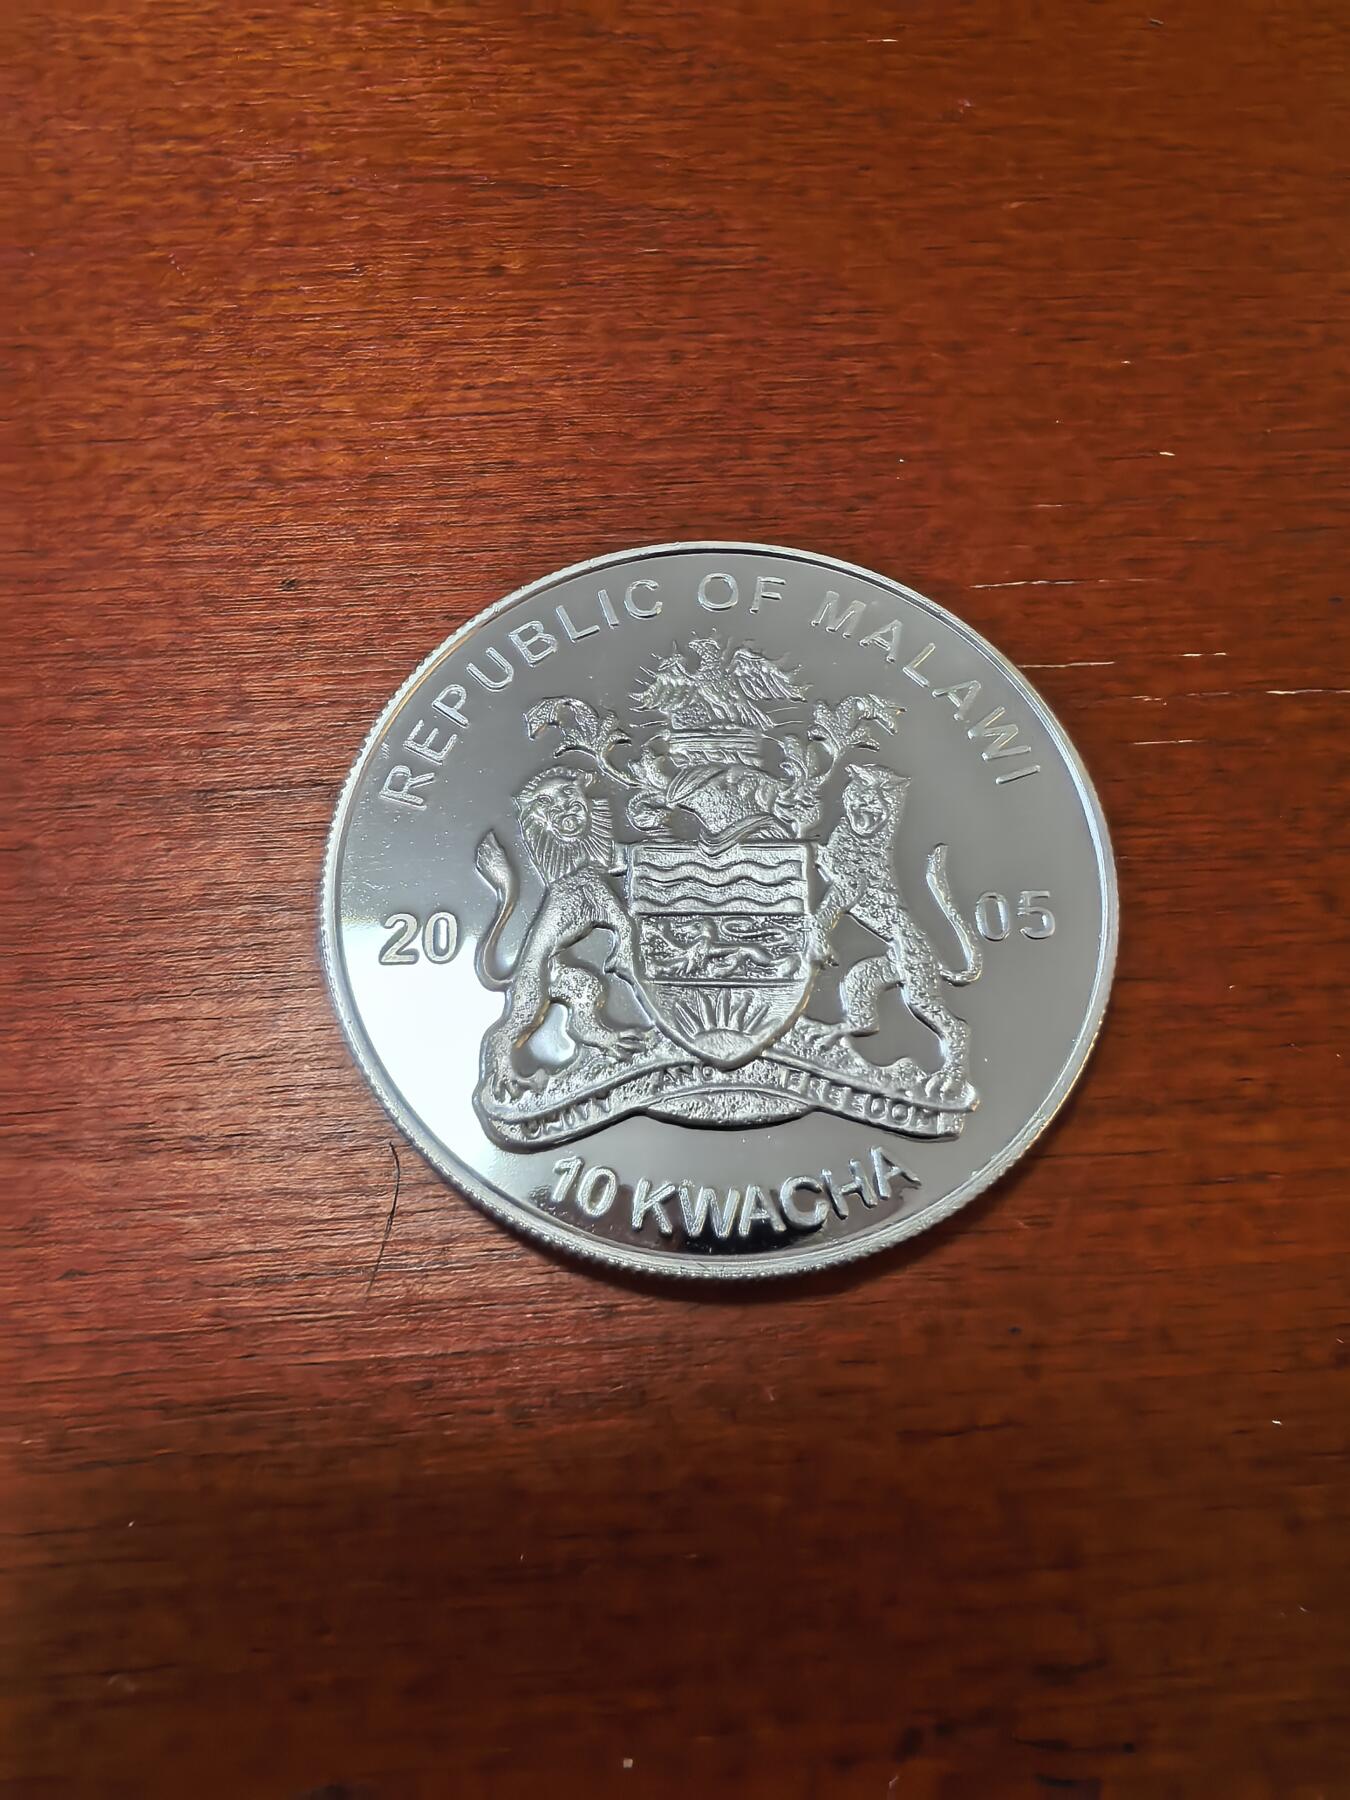 REPUBLIC OF MALAWI
20 05
UNITY AND FREEDOM
10 KWACHA